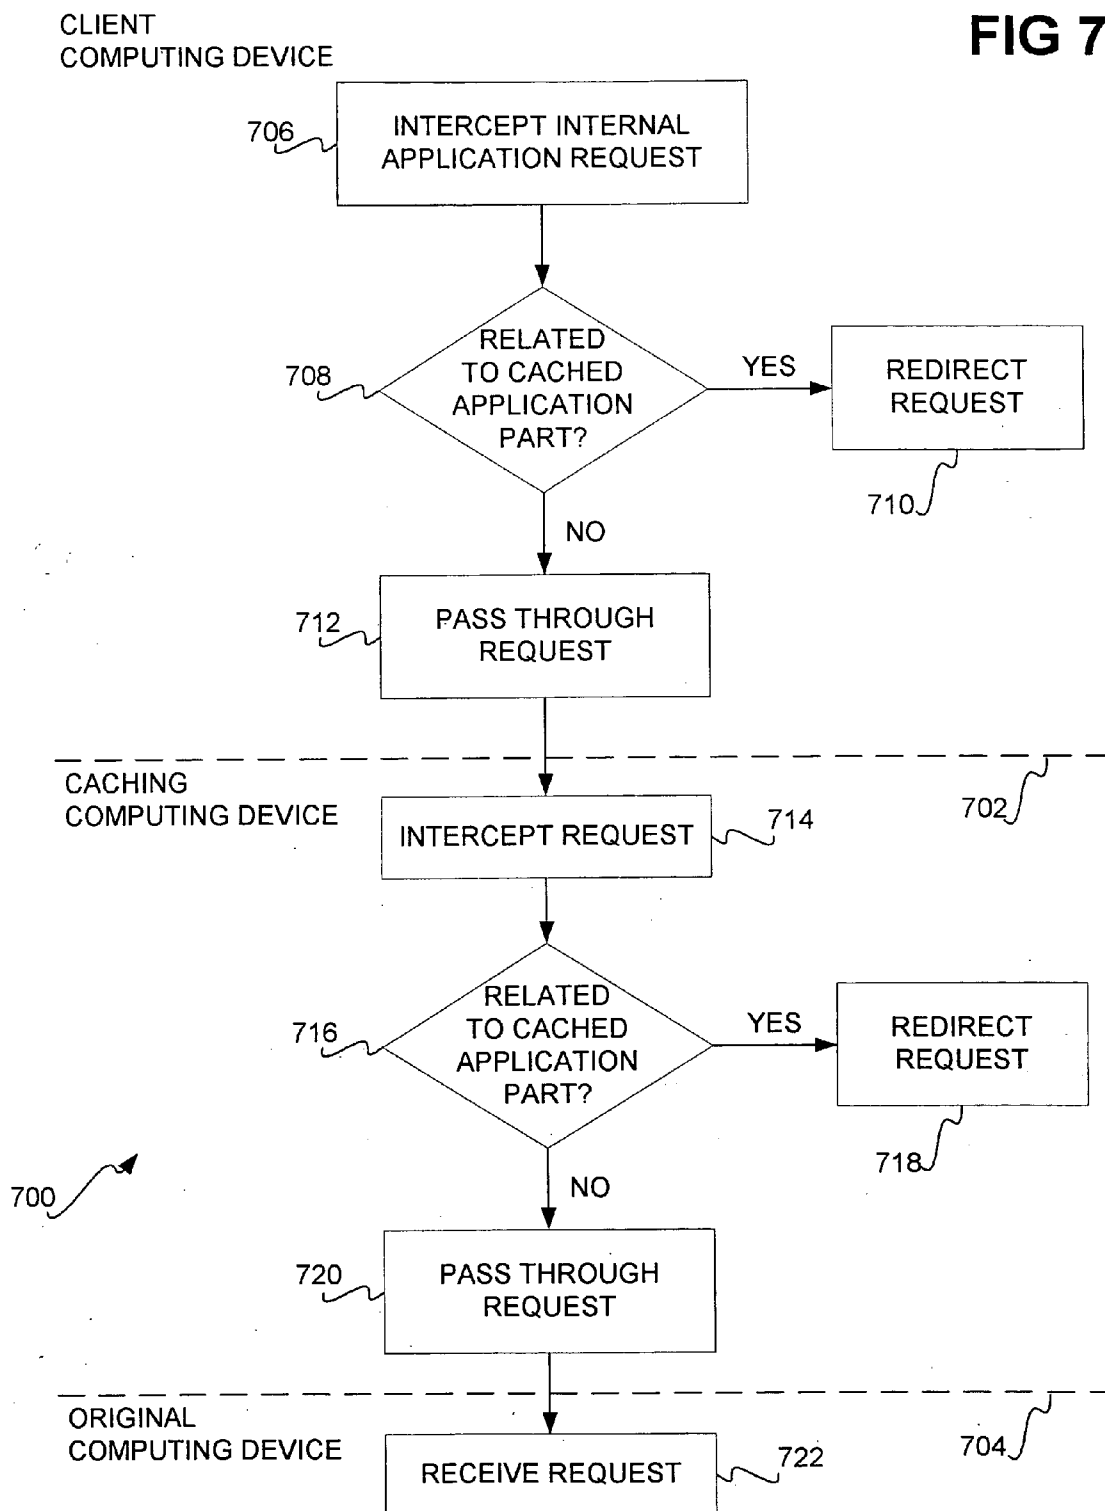 CLIENT
COMPUTING DEVICE
FIG 7
706
INTERCEPT INTERNAL
APPLICATION REQUEST
708
RELATED
TO CACHED
APPLICATION
PART?
YES
REDIRECT
REQUEST
710
NO
712
PASS THROUGH
REQUEST
CACHING
COMPUTING DEVICE
702
INTERCEPT REQUEST
714
716
RELATED
TO CACHED
APPLICATION
PART?
YES
REDIRECT
REQUEST
718
700
NO
720
PASS THROUGH
REQUEST
ORIGINAL
COMPUTING DEVICE
704
RECEIVE REQUEST
722